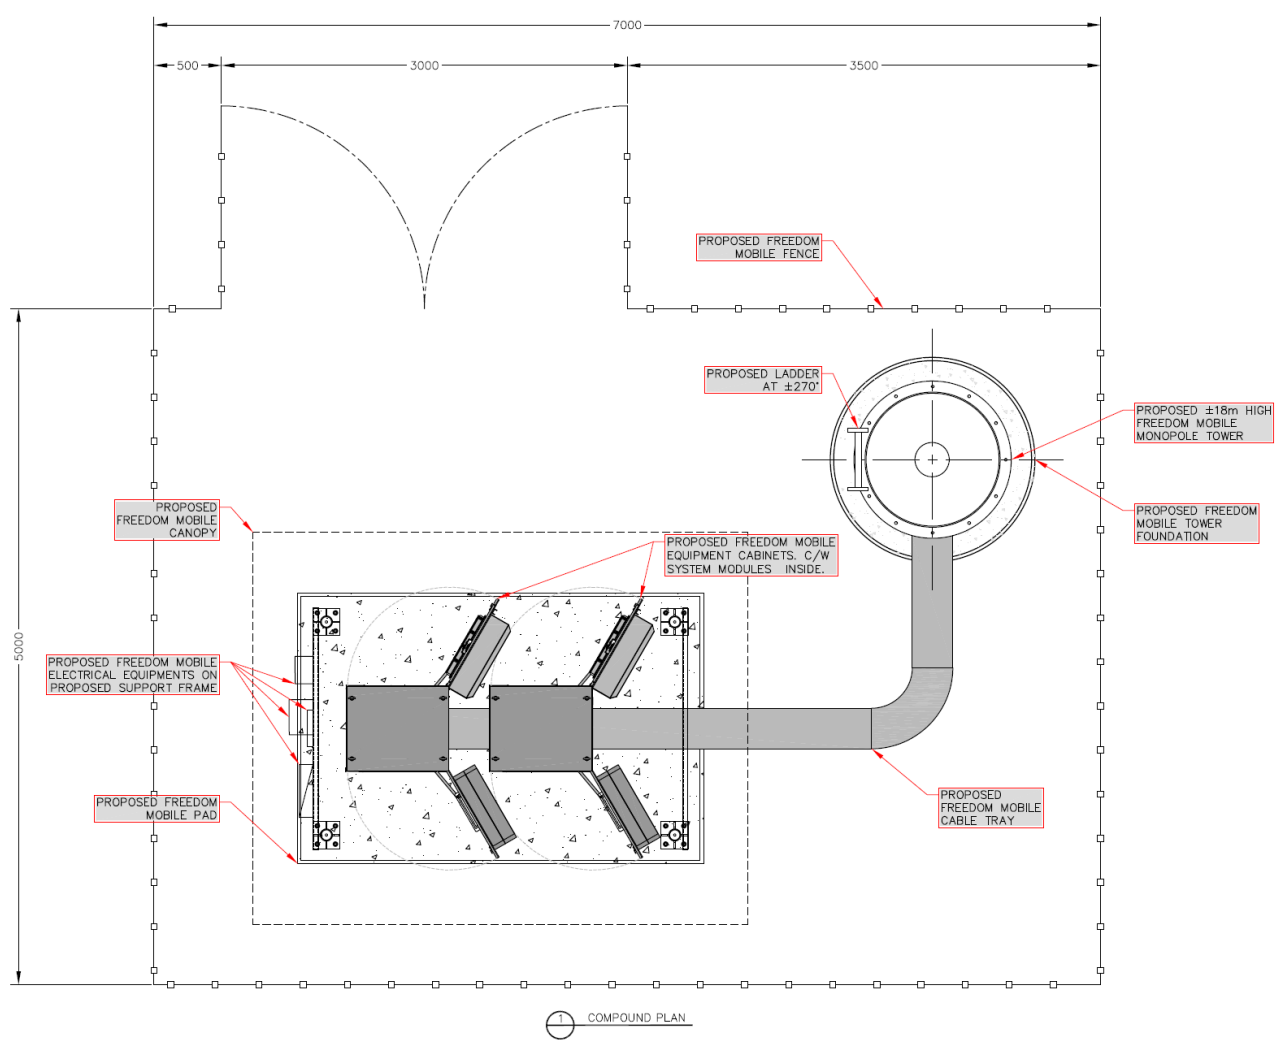 7000
500
3000
3500
PROPOSED FREEDOM
MOBILE FENCE
PROPOSED LADDER
AT ±270°
PROPOSED ±18m HIGH
FREEDOM MOBILE
MONOPOLE TOWER
PROPOSED
FREEDOM MOBILE
CANOPY
PROPOSED FREEDOM
MOBILE TOWER
FOUNDATION
PROPOSED FREEDOM MOBILE
EQUIPMENT CABINETS. C/W
SYSTEM MODULES INSIDE.
5000
PROPOSED FREEDOM MOBILE
ELECTRICAL EQUIPMENTS ON
PROPOSED SUPPORT FRAME
PROPOSED FREEDOM
MOBILE PAD
PROPOSED
FREEDOM MOBILE
CABLE TRAY
1
COMPOUND PLAN